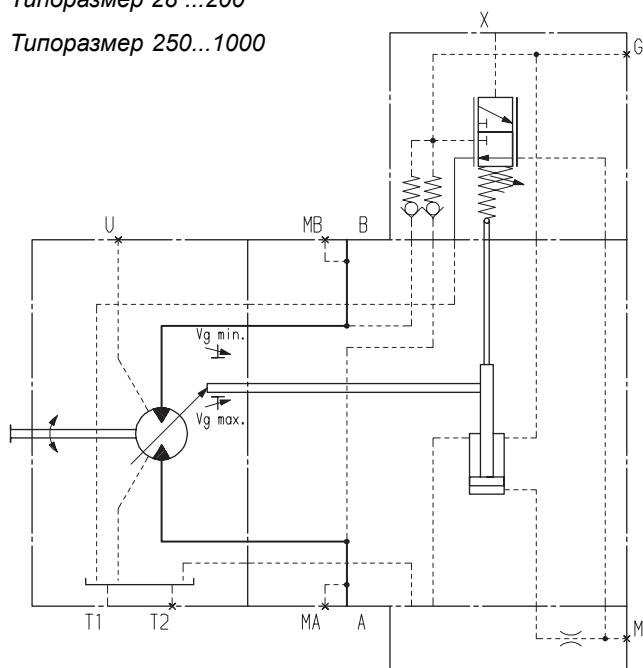 Типоразмер 28 ...200
Типоразмер 250...1000
X
G
U
MB
B
Vg min.
Vg max.
T1
T2
MA
A
M